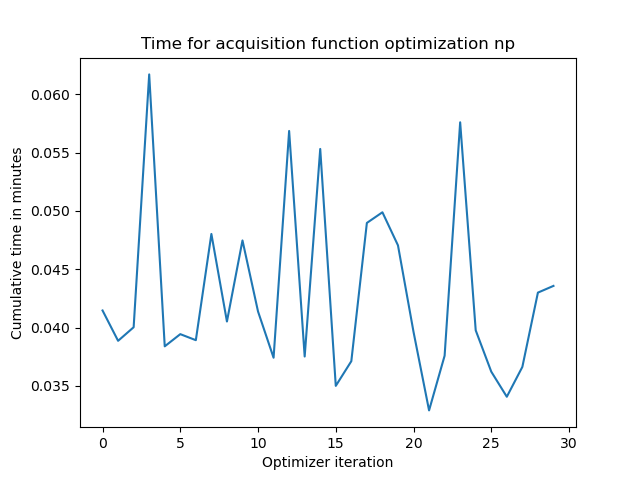 Time for acquisition function optimization np
0.060
0.055
0.050
0.045
0.040
0.035
Cumulative time in minutes
0 5 10 15 20 25 30
Optimizer iteration